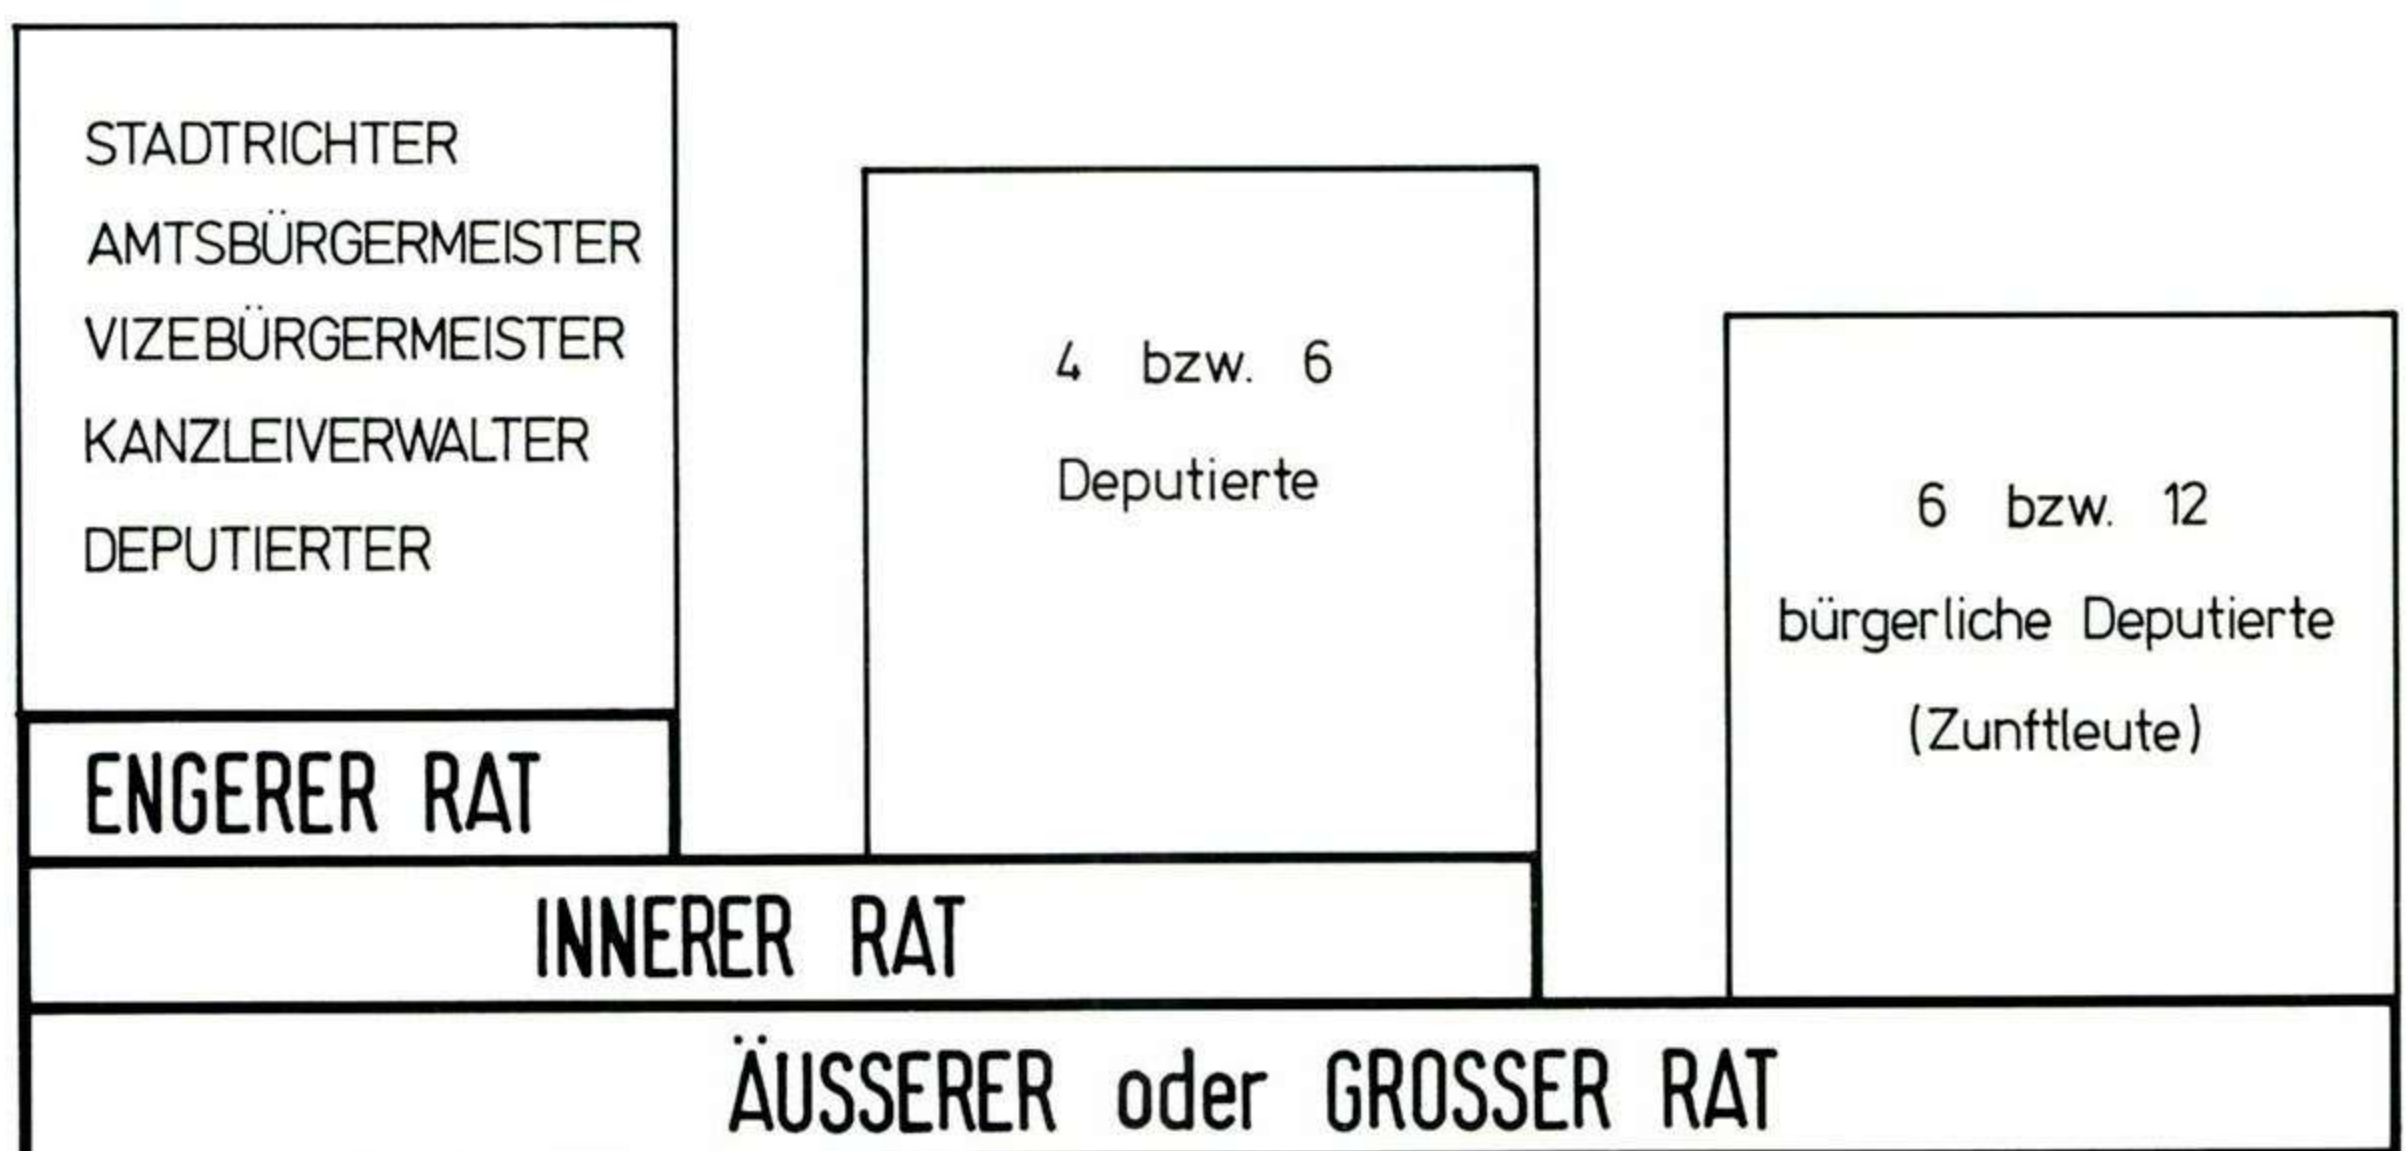 STADTRICHTER
AMTSBÜRGERMEISTER
VIZEBÜRGERMEISTER
KANZLEIVERWALTER
DEPUTIERTER
ENGERER RAT
4 bzw. 6
Deputierte
INNERER RAT
6 bzw. 12
bürgerliche Deputierte
(Zunftleute)
ÄUSSERER oder GROSSER RAT